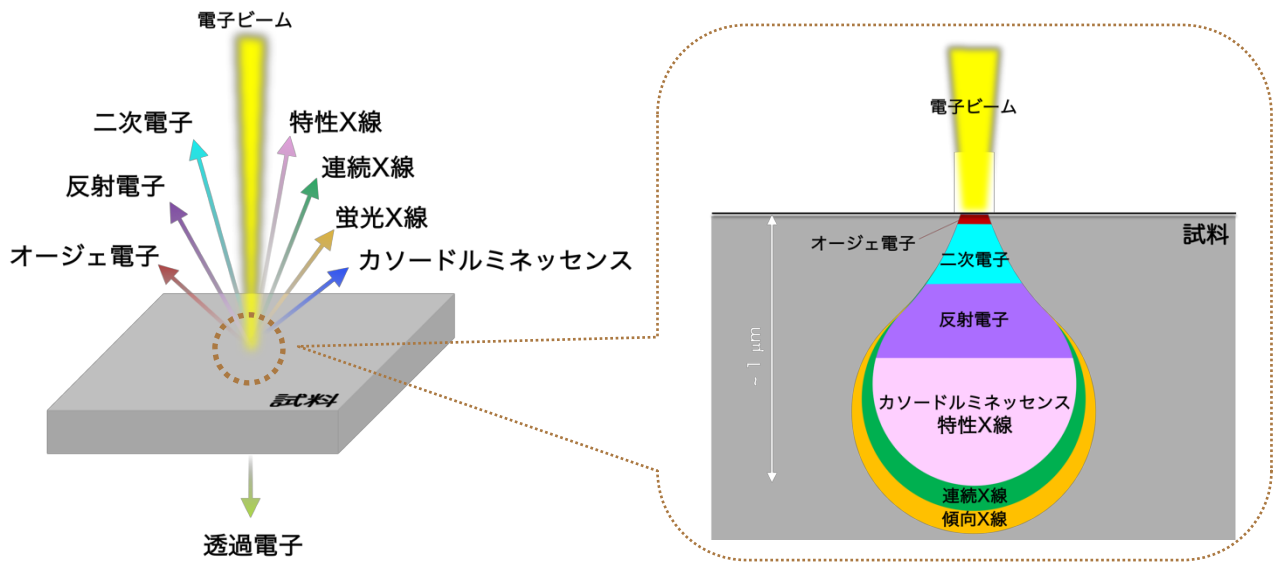 電子ビーム
二次電子
特性X線
連続X線
反射電子
蛍光X線
オージェ電子
カソードルミネッセンス
試料
透過電子
電子ビーム
試料
オージェ電子
二次電子
反射電子
~ 1 μm
カソードルミネッセンス
特性X線
連続X線
傾向X線